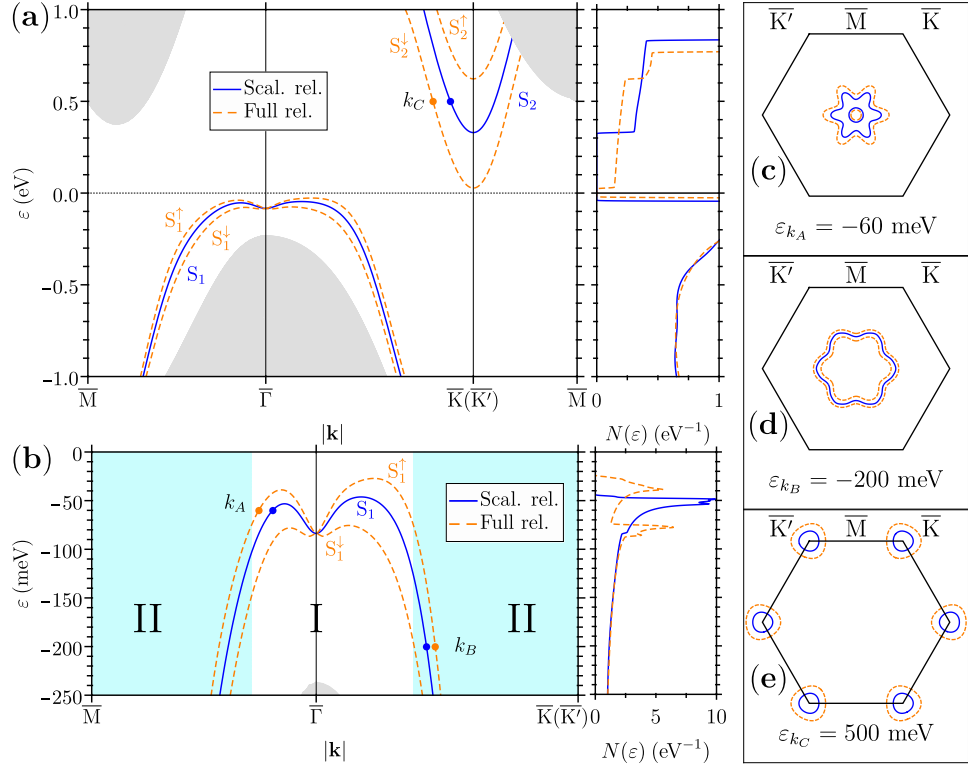 (a)
1.0
0.5
0.0
−0.5
−1.0
ε (eV)
S₂↓
S₂↑
Scal. rel.
Full rel.
k_C
S₂
S₁↑
S₁↓
S₁
M̅
Γ̅
K̅(K̅′)
M̅
|k|
0
1
N(ε) (eV⁻¹)
(b)
0
−50
−100
−150
−200
−250
ε (meV)
k_A
S₁↑
S₁
S₁↓
Scal. rel.
Full rel.
II
I
II
k_B
M̅
Γ̅
K̅(K̅′)
|k|
0
5
10
N(ε) (eV⁻¹)
K̅′ M̅ K̅
(c)
ε_{k_A} = −60 meV
K̅′ M̅ K̅
(d)
ε_{k_B} = −200 meV
K̅′ M̅ K̅
(e)
ε_{k_C} = 500 meV